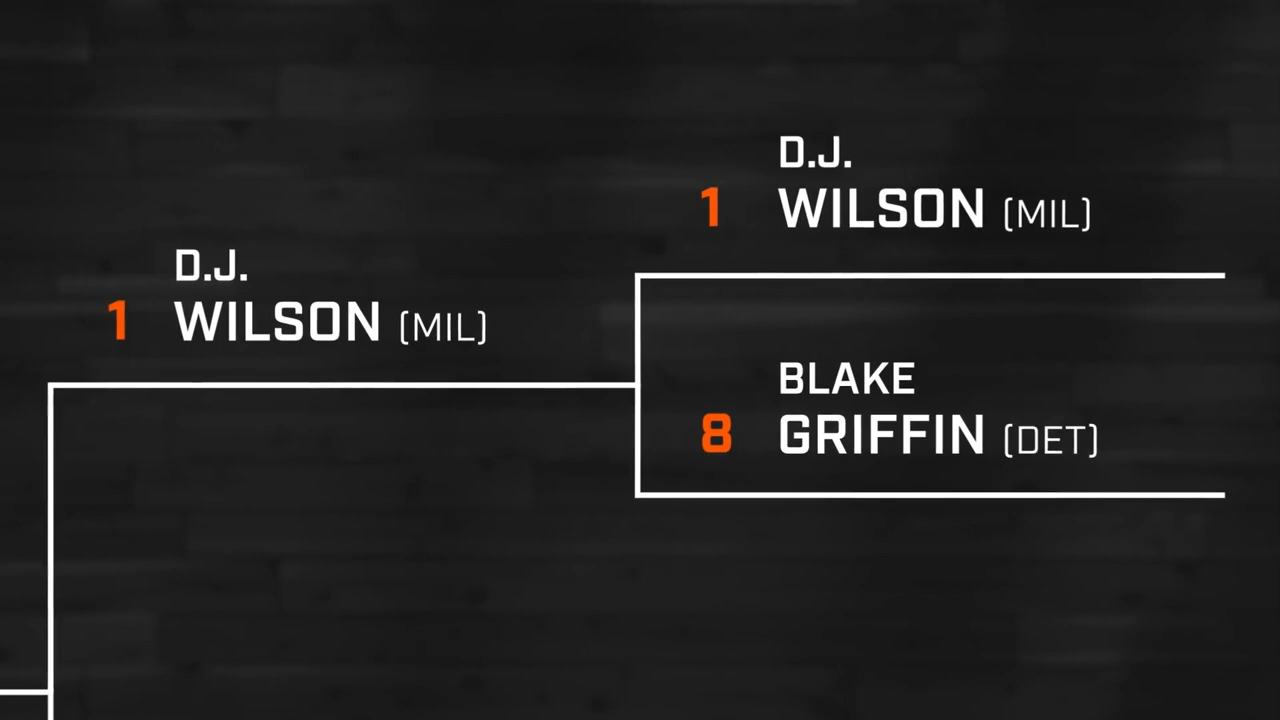 D.J.
1 WILSON (MIL)
D.J.
1 WILSON (MIL)
BLAKE
8 GRIFFIN (DET)